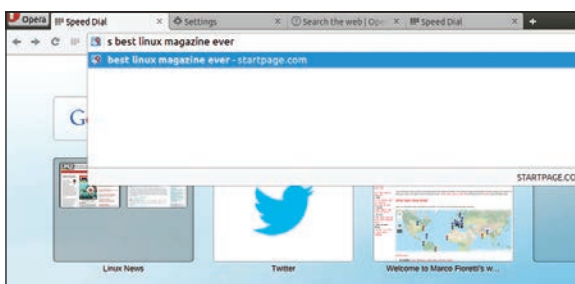 Opera Speed Dial × Settings × Search the web | Ope × Speed Dial × +
s best linux magazine ever
best linux magazine ever - startpage.com
G
STARTPAGE.CO
Linux News Twitter Welcome to Marco Fioretti's w...